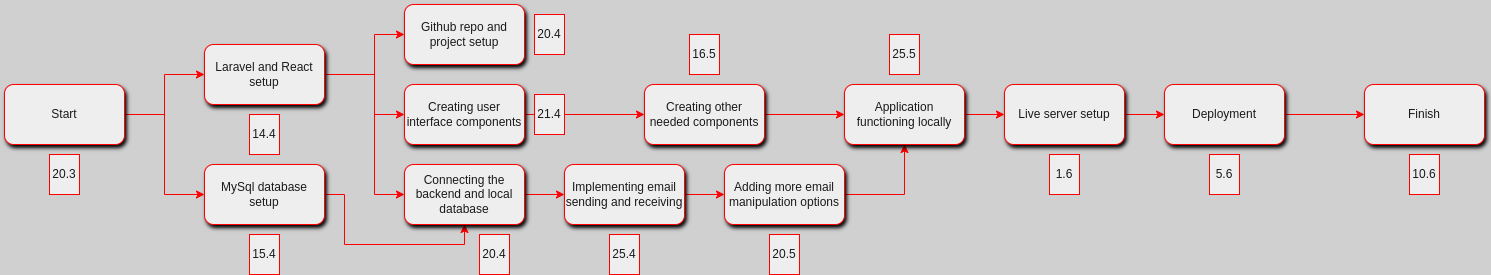 Start
20.3
Laravel and React
setup
14.4
MySql database
setup
15.4
Github repo and
project setup
20.4
Creating user
interface components
21.4
Connecting the
backend and local
database
20.4
Implementing email
sending and receiving
25.4
Creating other
needed components
16.5
Adding more email
manipulation options
20.5
Application
functioning locally
25.5
Live server setup
1.6
Deployment
5.6
Finish
10.6